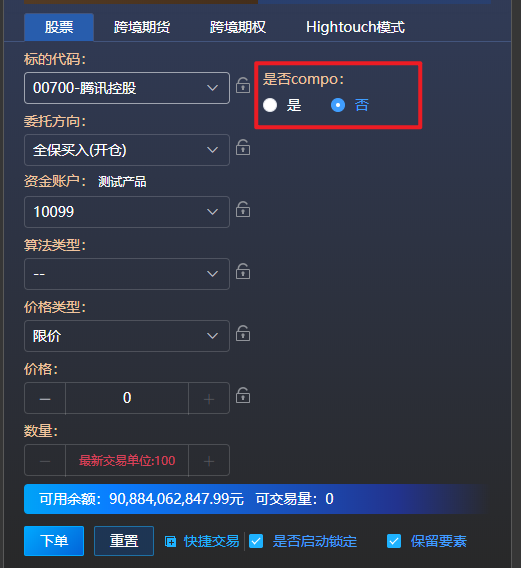 股票 跨境期货 跨境期权 Hightouch模式
标的代码:
00700-腾讯控股
是否compo:
是 否
委托方向:
全保买入(开仓)
资金账户: 测试产品
10099
算法类型:
--
价格类型:
限价
价格:
0
数量:
最新交易单位:100
可用余额: 90,884,062,847.99元 可交易量: 0
下单 重置 快捷交易 是否启动锁定 保留要素